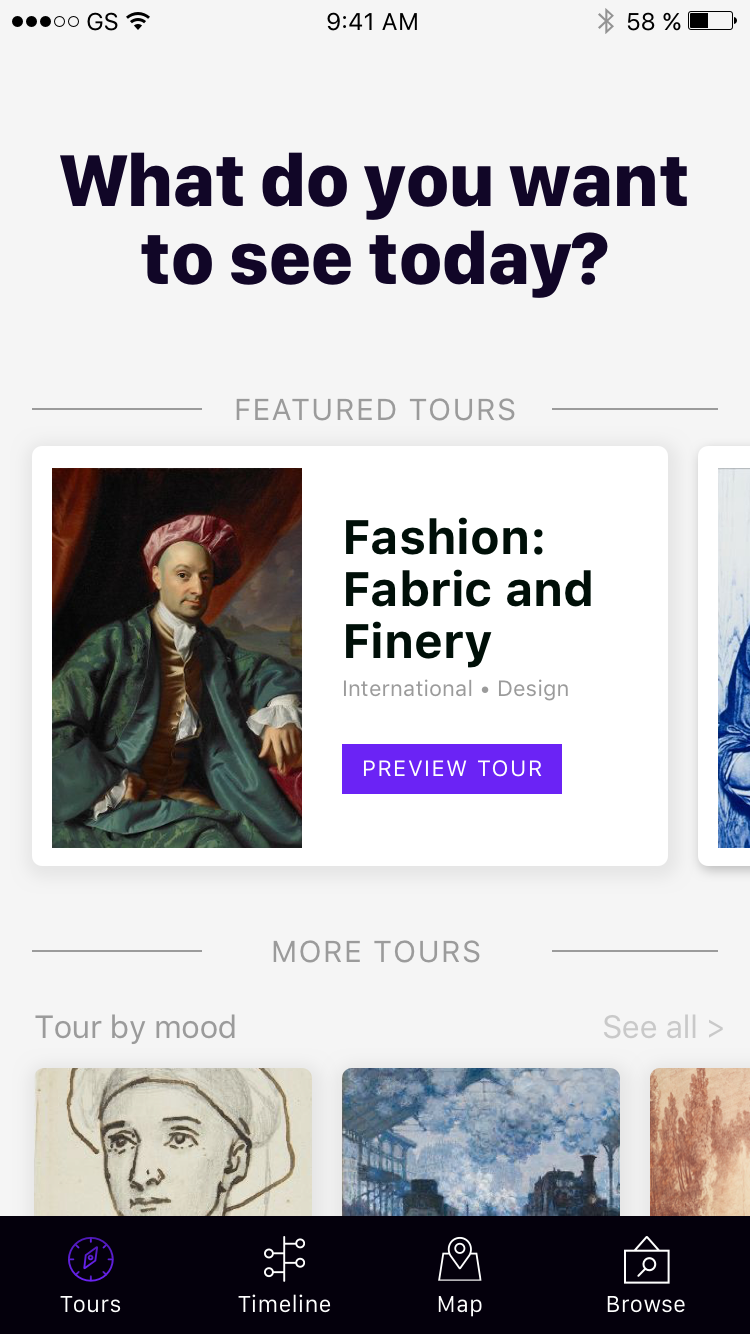 GS 9:41 AM 58 %
What do you want
to see today?
FEATURED TOURS
Fashion:
Fabric and
Finery
International • Design
PREVIEW TOUR
MORE TOURS
Tour by mood See all >
Tours Timeline Map Browse